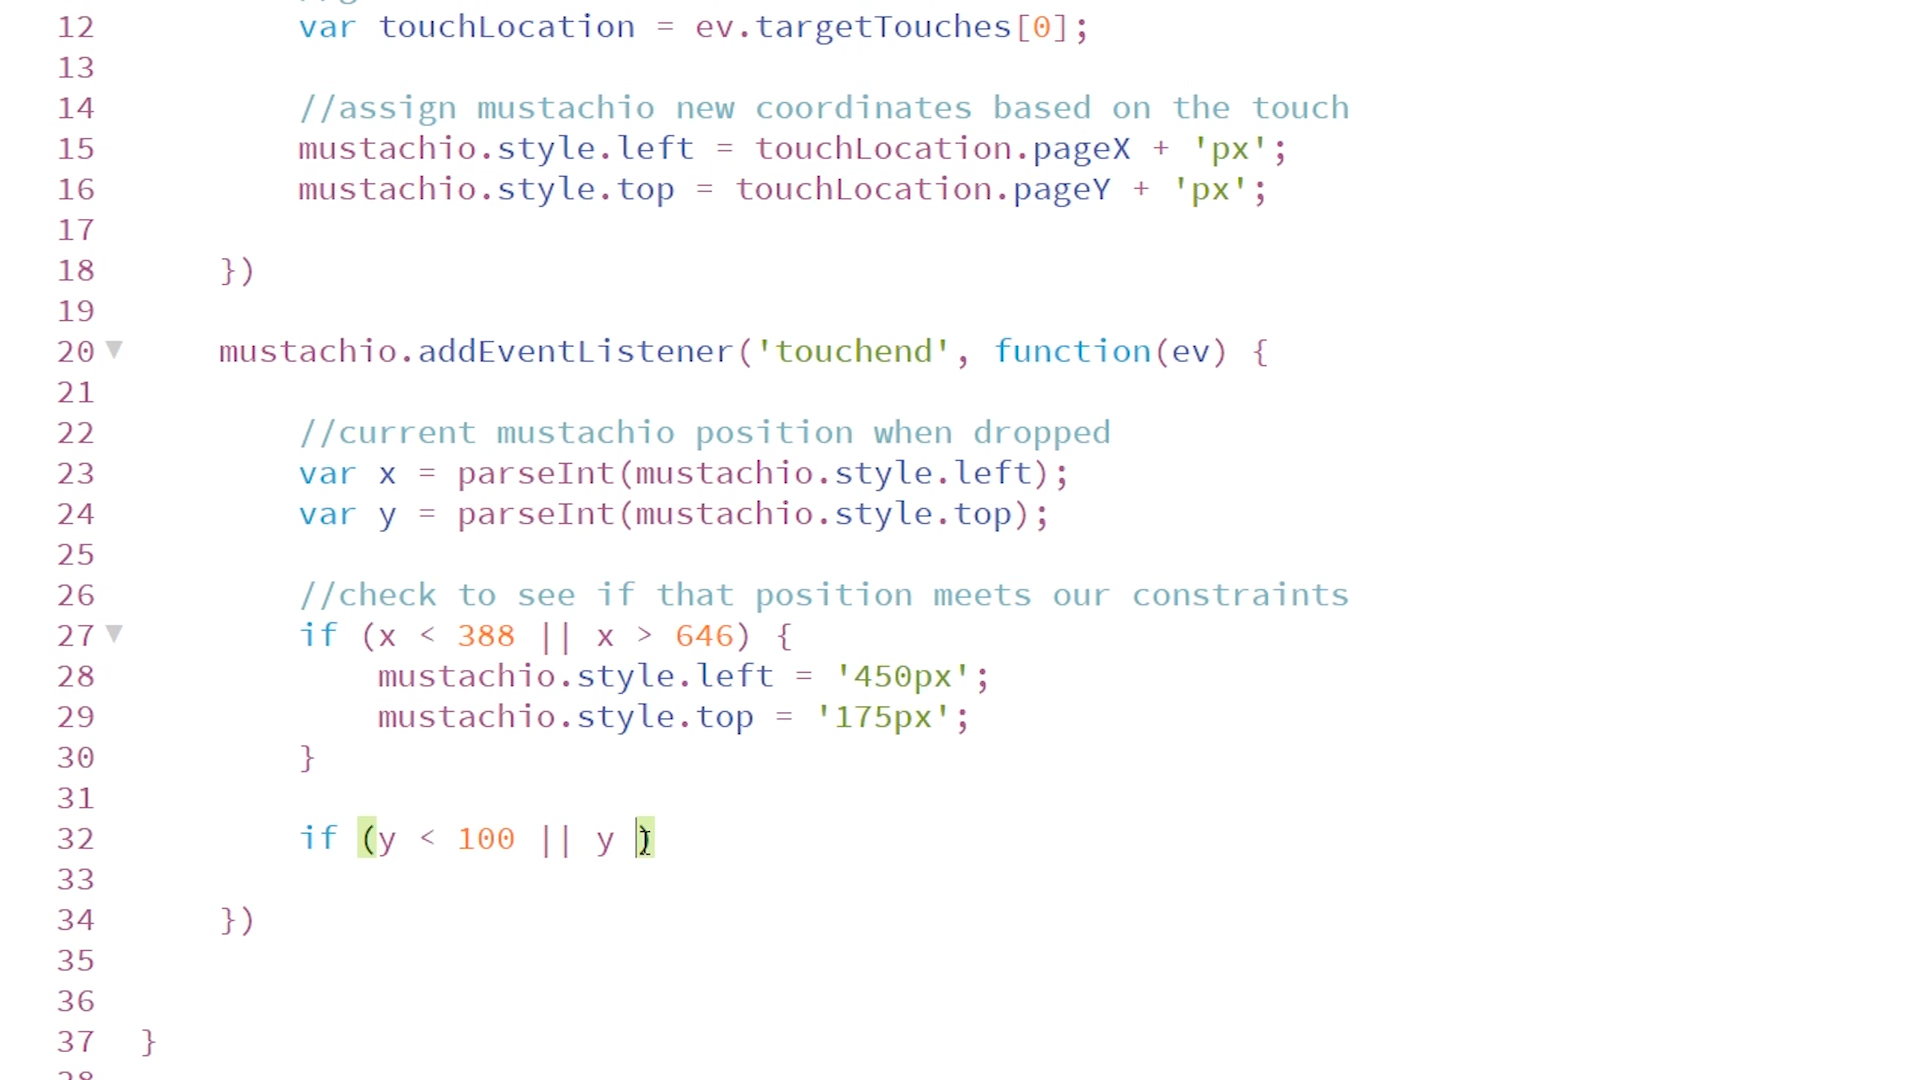 12 var touchLocation = ev.targetTouches[0];
13
14 //assign mustachio new coordinates based on the touch
15 mustachio.style.left = touchLocation.pageX + 'px';
16 mustachio.style.top = touchLocation.pageY + 'px';
17
18 })
19
20 mustachio.addEventListener('touchend', function(ev) {
21
22 //current mustachio position when dropped
23 var x = parseInt(mustachio.style.left);
24 var y = parseInt(mustachio.style.top);
25
26 //check to see if that position meets our constraints
27 if (x < 388 || x > 646) {
28 mustachio.style.left = '450px';
29 mustachio.style.top = '175px';
30 }
31
32 if (y < 100 || y )
33
34 })
35
36
37 }